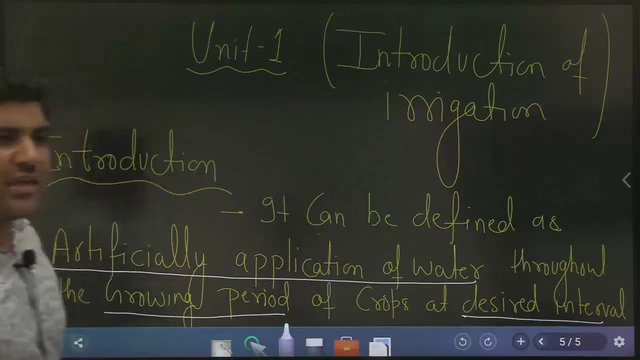 Unit-1 (Introduction of
irrigation)
Introduction
→ It Can be defined as
Artificially application of water throughout
the Growing period of Crops at desired interval
5 / 5